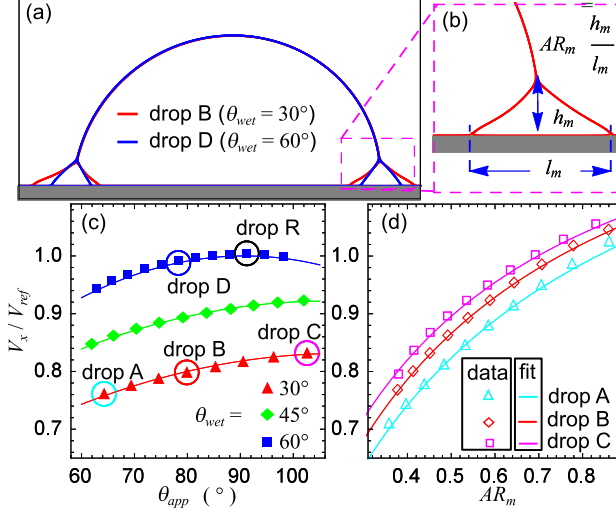 (a)
drop B (θwet = 30°)
drop D (θwet = 60°)
(b)
ARm = hm / lm
hm
lm
(c)
Vx / Vref
1.0
0.9
0.8
0.7
drop R
drop D
drop C
drop B
drop A
θwet =
30°
45°
60°
60 70 80 90 100
θapp (°)
(d)
data fit
drop A
drop B
drop C
0.4 0.5 0.6 0.7 0.8
ARm